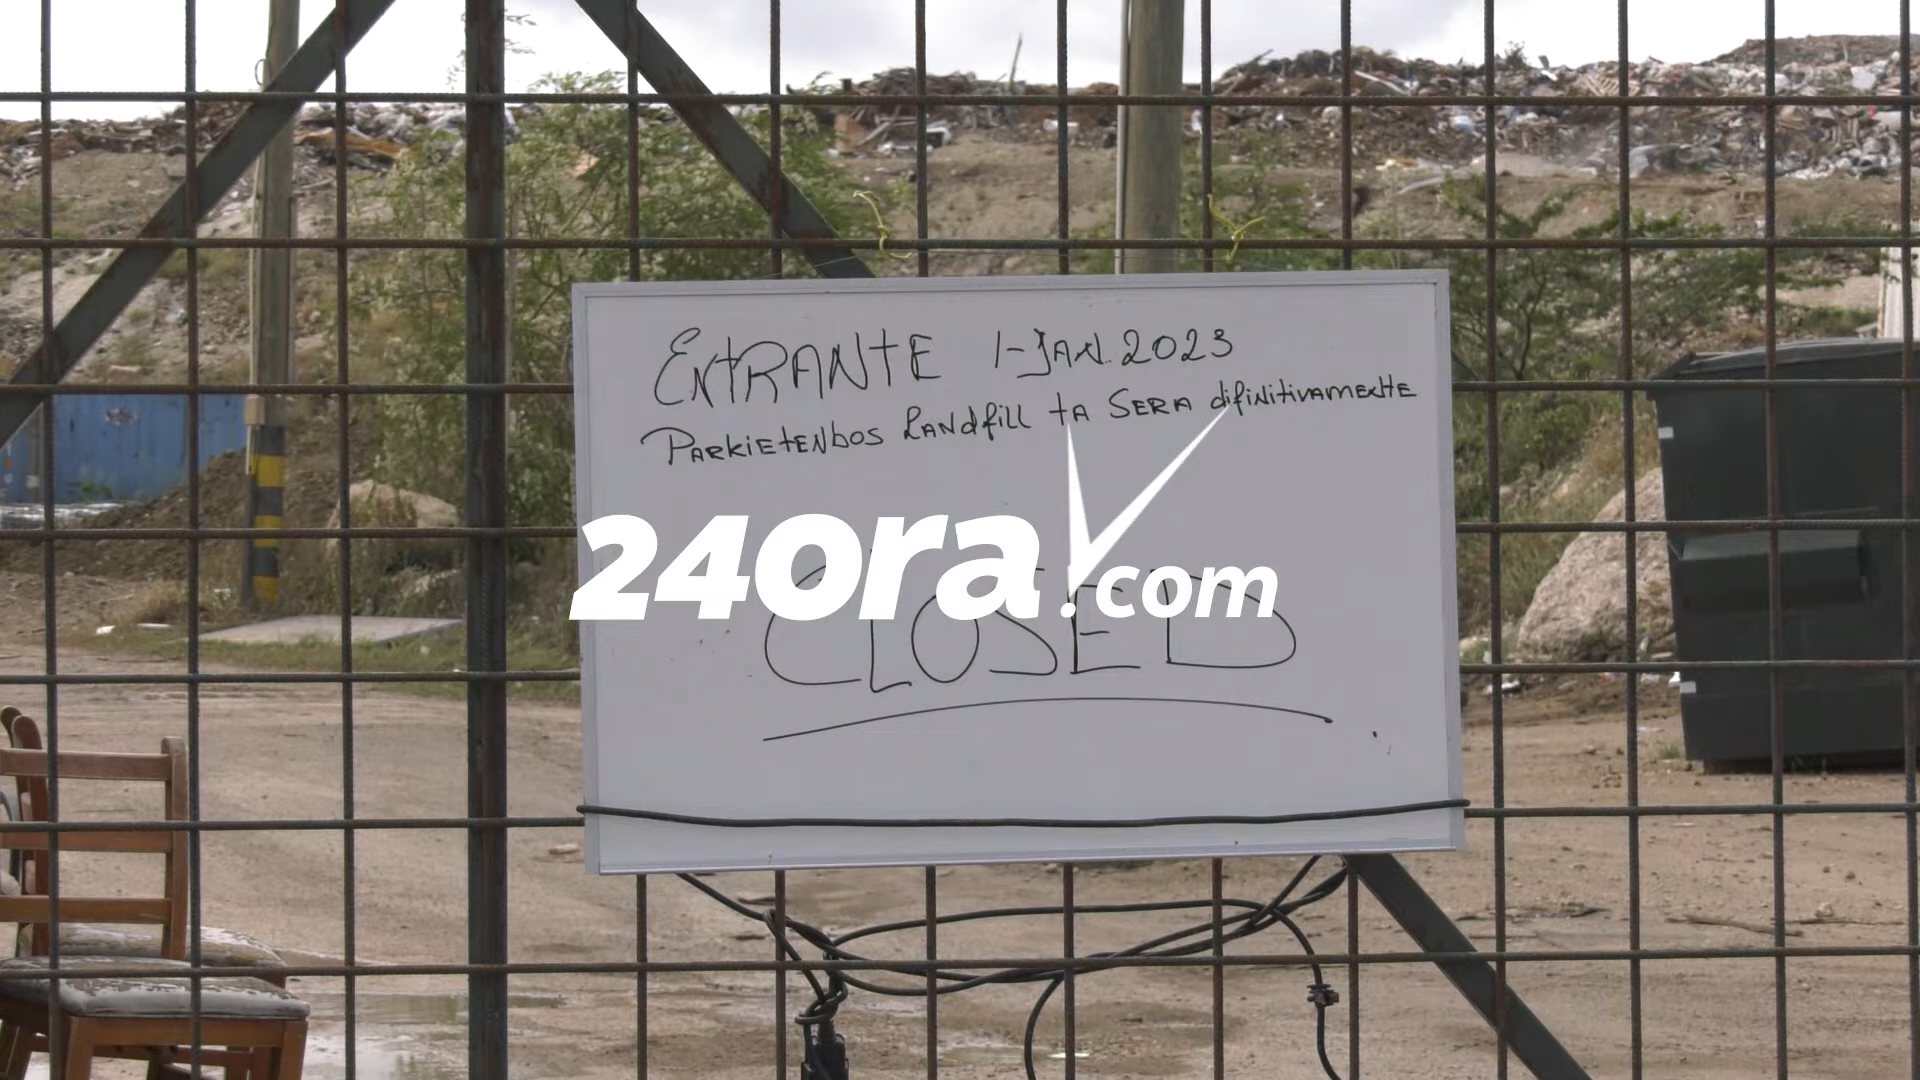 ENTRANTE 1-JAN. 2023
PARKIETENBOS LANDfill tA SERA difiNitivAMENtE
24ora.com
CLOSED